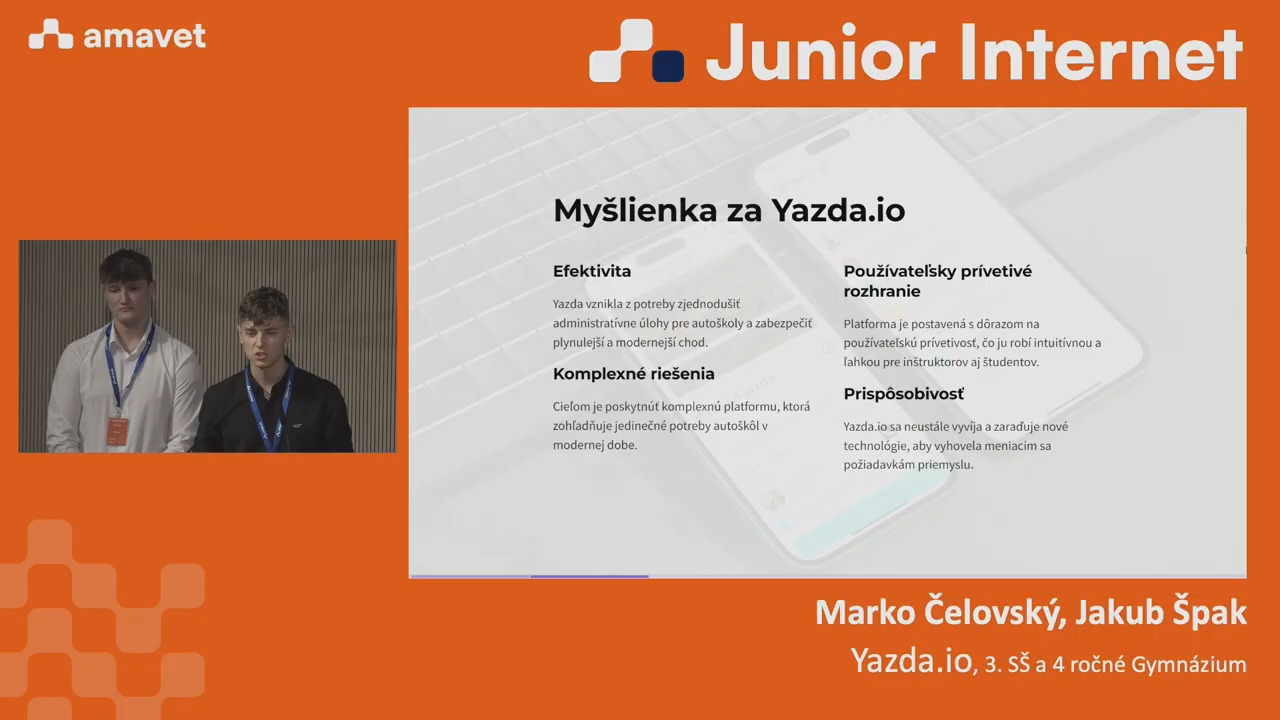 amavet
Junior Internet
Myšlienka za Yazda.io
Efektivita
Yazda vznikla z potreby zjednodušiť
administratívne úlohy pre autoškoly a zabezpečiť
plynulejší a modernejší chod.
Komplexné riešenia
Cieľom je poskytnúť komplexnú platformu, ktorá
zohľadňuje jedinečné potreby autoškôl v
modernej dobe.
Používateľsky prívetivé
rozhranie
Platforma je postavená s dôrazom na
používateľskú prívetivosť, čo ju robí intuitívnou a
ľahkou pre inštruktorov aj študentov.
Prispôsobivosť
Yazda.io sa neustále vyvíja a zaraďuje nové
technológie, aby vyhovela meniacim sa
požiadavkám priemyslu.
Marko Čelovský, Jakub Špak
Yazda.io, 3. SŠ a 4 ročné Gymnázium